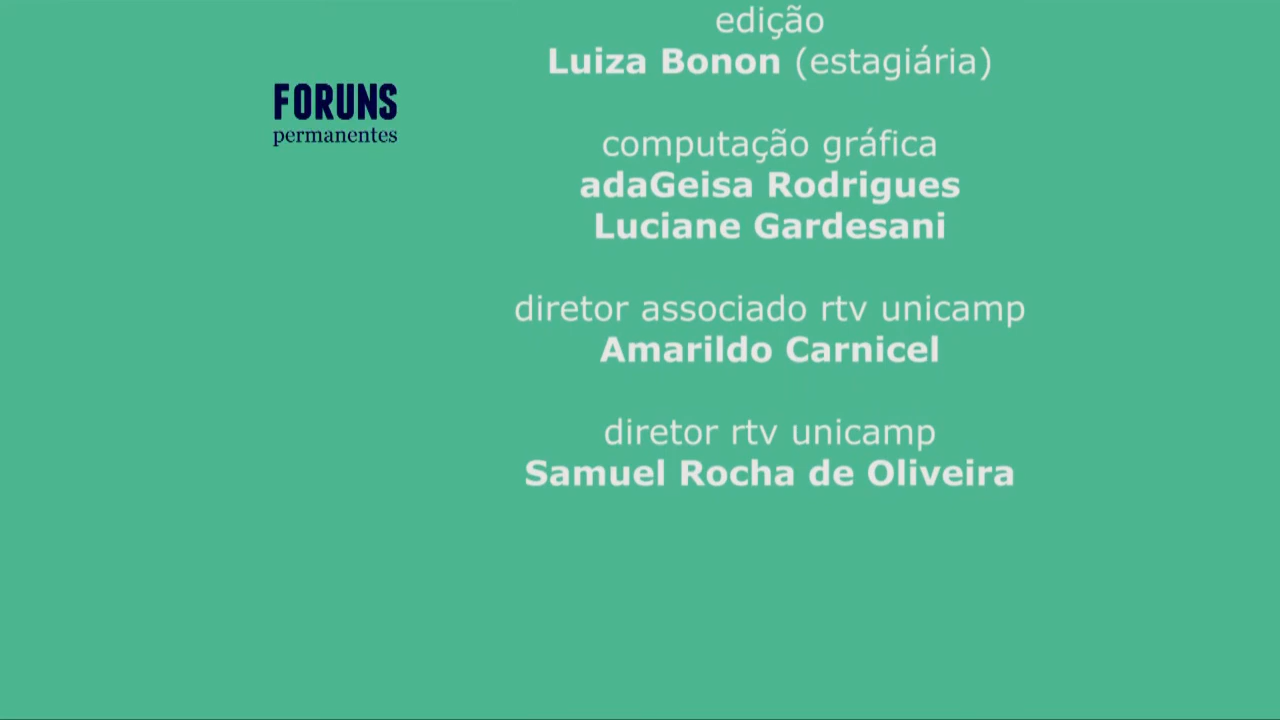 edição
Luiza Bonon (estagiária)
FORUNS
permanentes
computação gráfica
adaGeisa Rodrigues
Luciane Gardesani
diretor associado rtv unicamp
Amarildo Carnicel
diretor rtv unicamp
Samuel Rocha de Oliveira